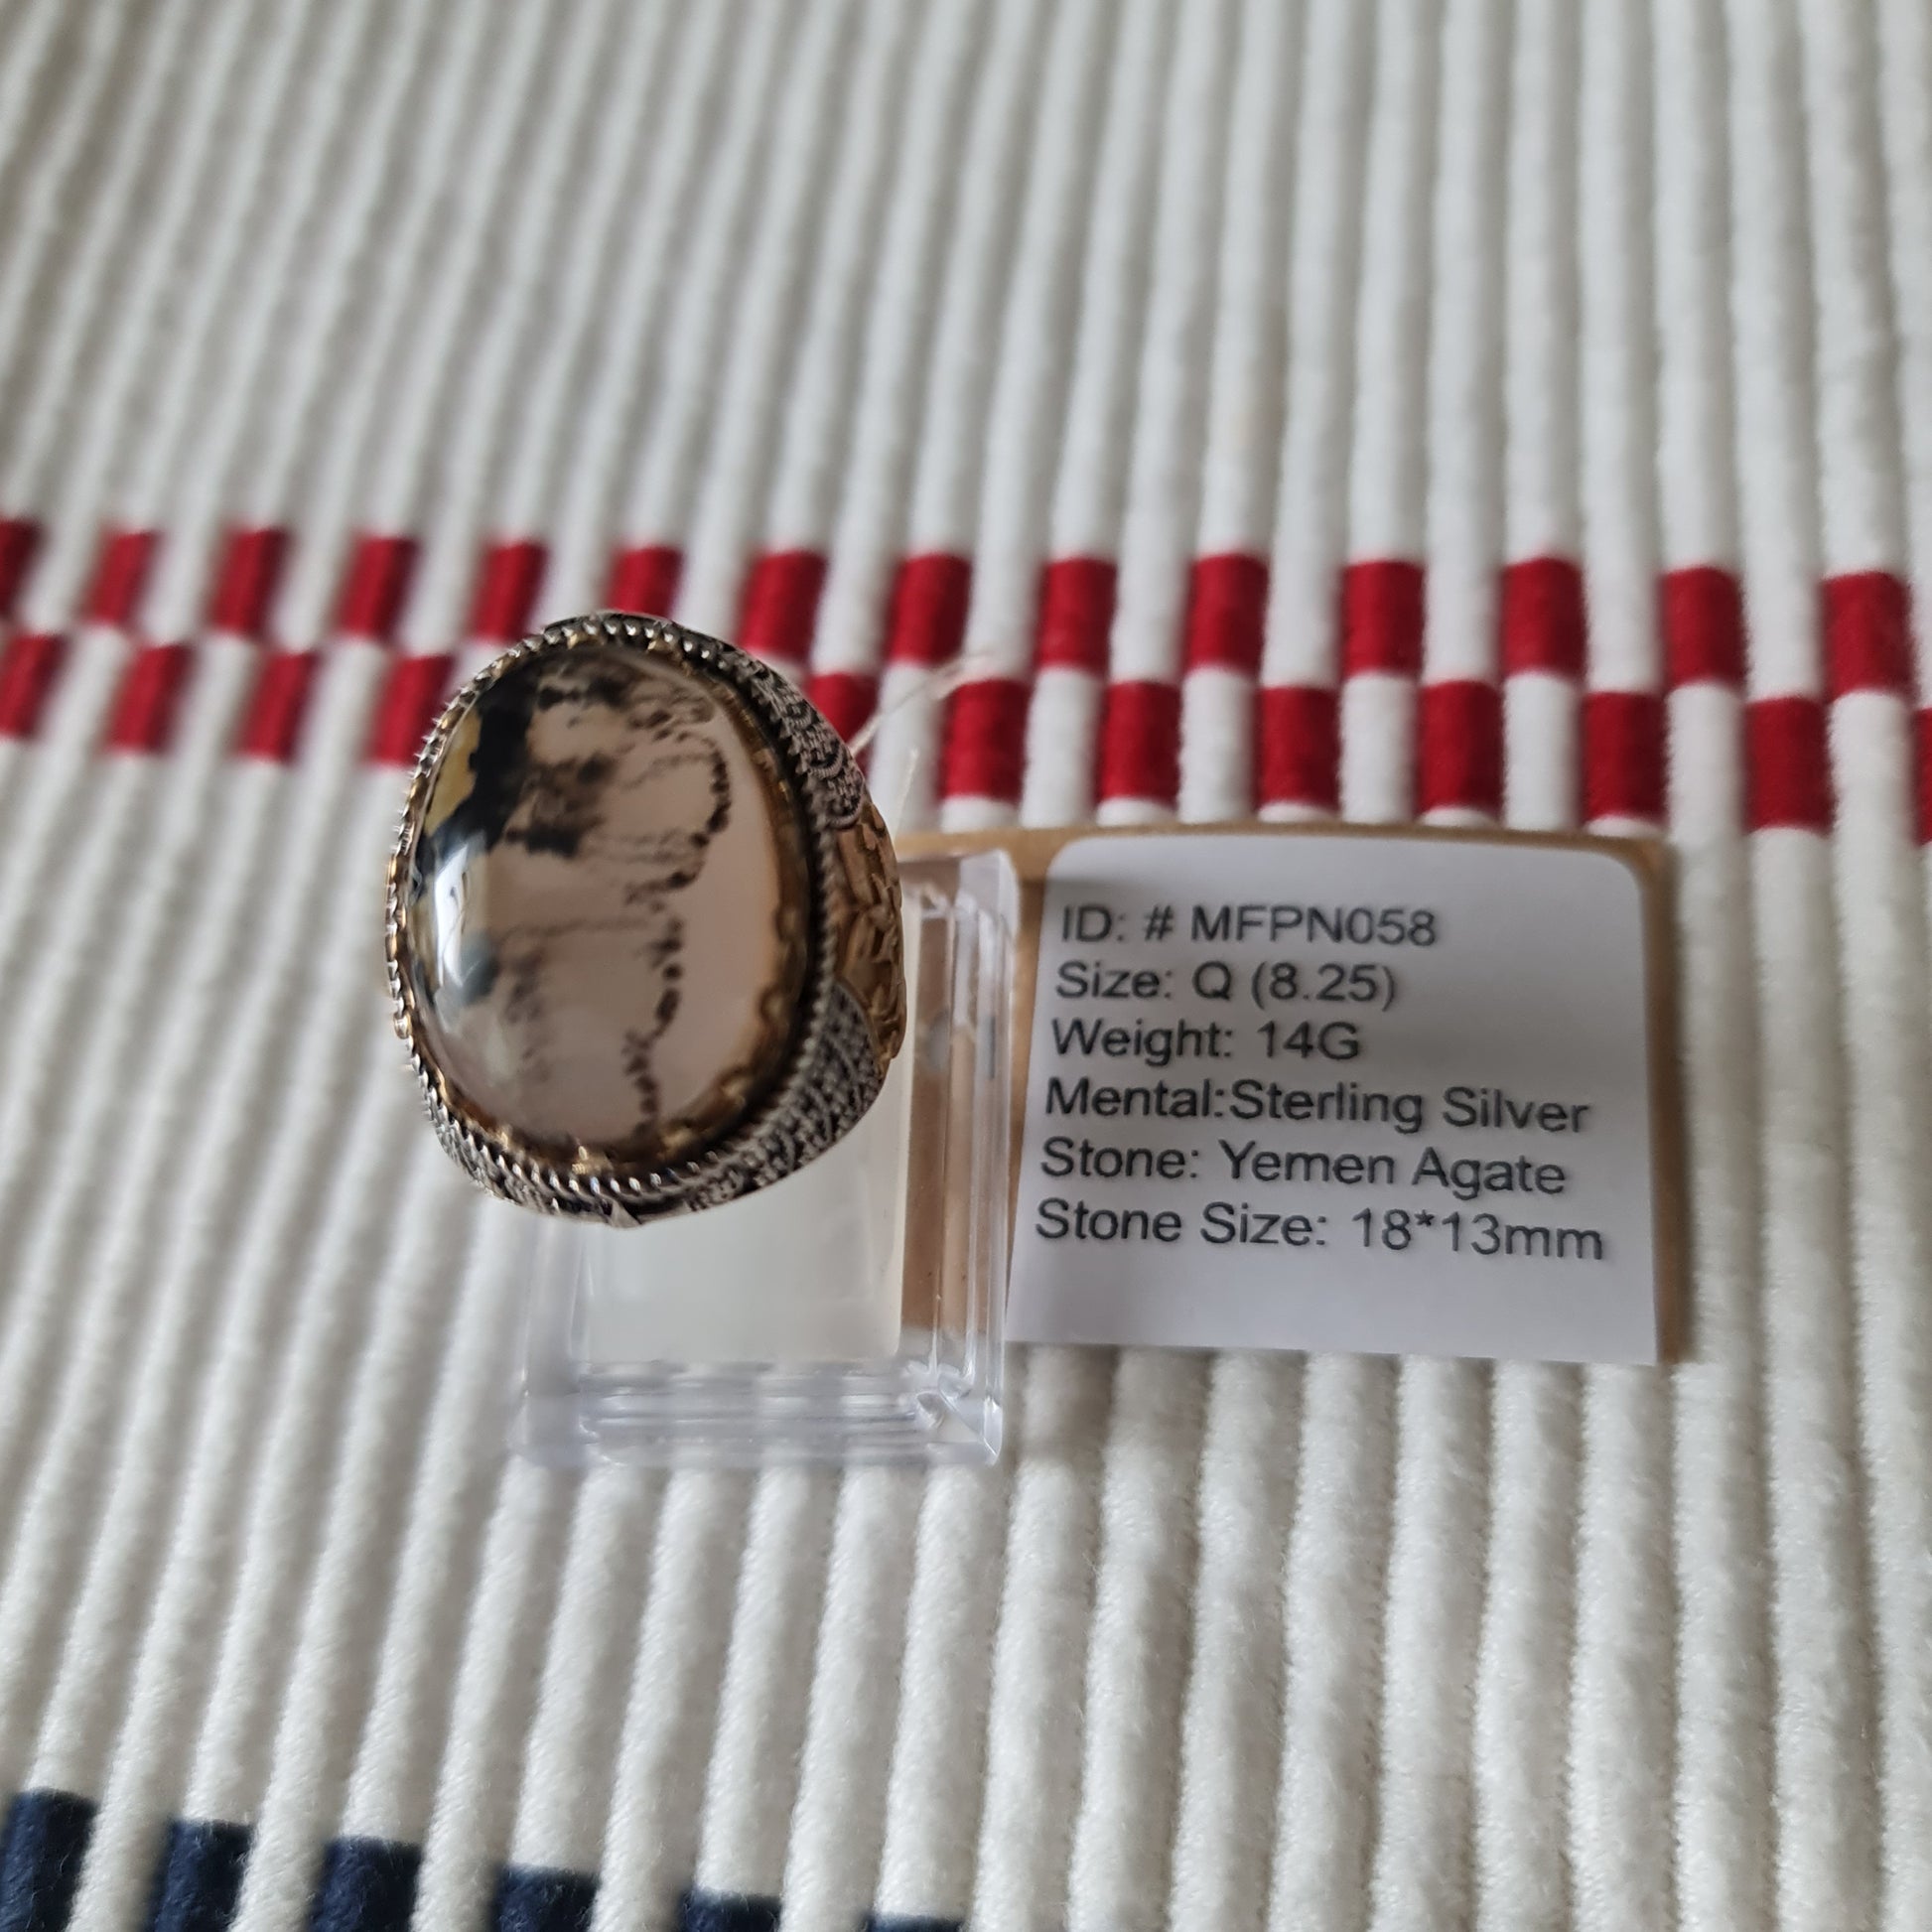 ID: # MFPN058
Size: Q (8.25)
Weight: 14G
Mental:Sterling Silver
Stone: Yemen Agate
Stone Size: 18*13mm